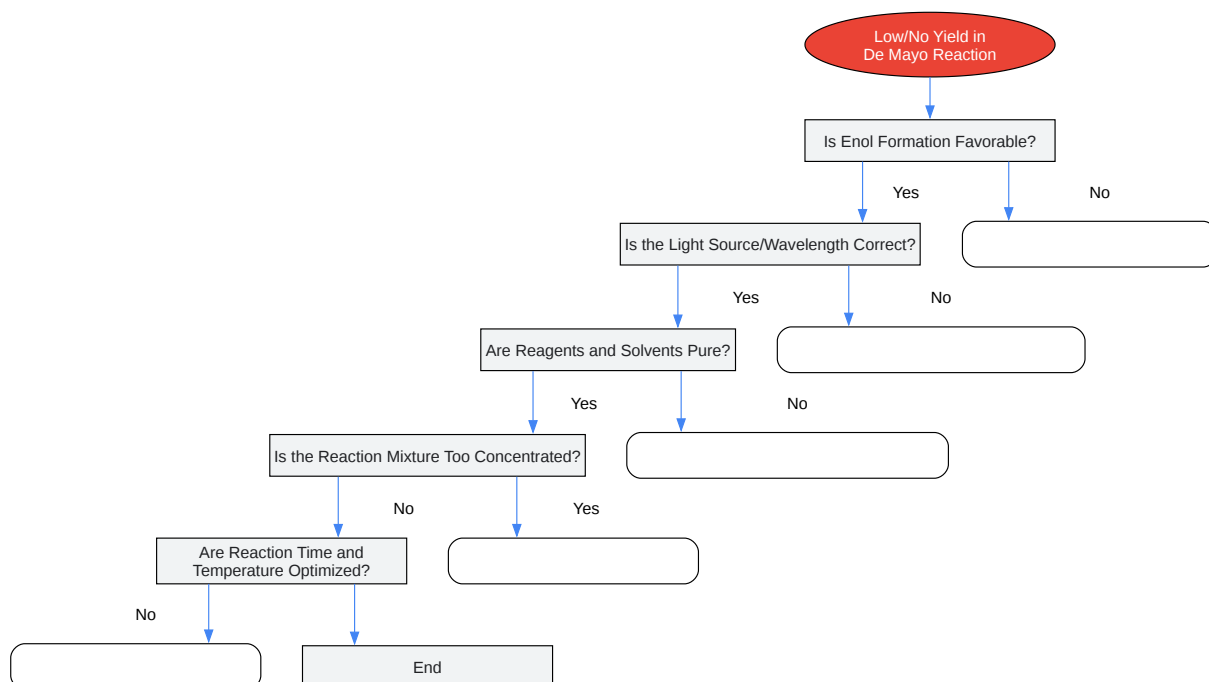 Low/No Yield in
De Mayo Reaction
Is Enol Formation Favorable?
Yes
No
Is the Light Source/Wavelength Correct?
Yes
No
Are Reagents and Solvents Pure?
Yes
No
Is the Reaction Mixture Too Concentrated?
No
Yes
Are Reaction Time and
Temperature Optimized?
No
End